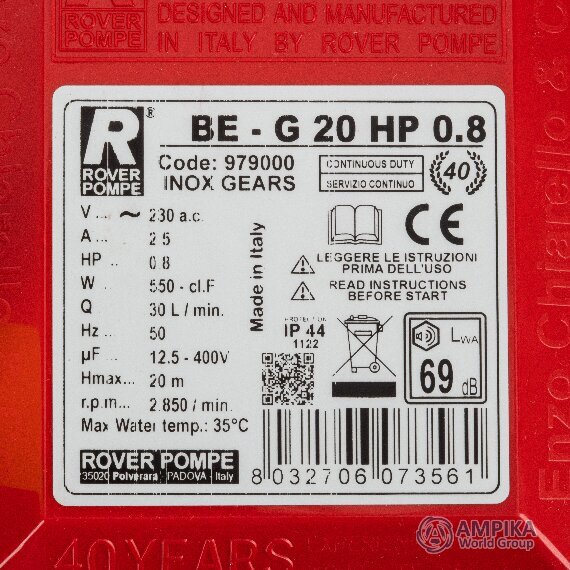 DESIGNED AND MANUFACTURED
IN ITALY BY ROVER POMPE
ROVER
POMPE
R®
ROVER
POMPE
BE - G 20 HP 0.8
Code: 979000
INOX GEARS
CONTINUOUS DUTY
SERVIZIO CONTINUO
40
V ... ~ 230 a.c.
A ... 2.5
HP .. 0.8
W ... 550 - cl.F
Q ... 30 L / min.
Hz .. 50
µF ... 12.5 - 400V
Hmax... 20 m
r.p.m... 2.850 / min.
Max Water temp.: 35°C
Made in Italy
CE
LEGGERE LE ISTRUZIONI
PRIMA DELL'USO
READ INSTRUCTIONS
BEFORE START
PROTECTION
IP 44
1122
LWA
69 dB
ROVER POMPE
35020 Polverara PADOVA - Italy
8 032706 073561
Enzo Chiarello & C
40 YEARS
AMPIKA
World Group